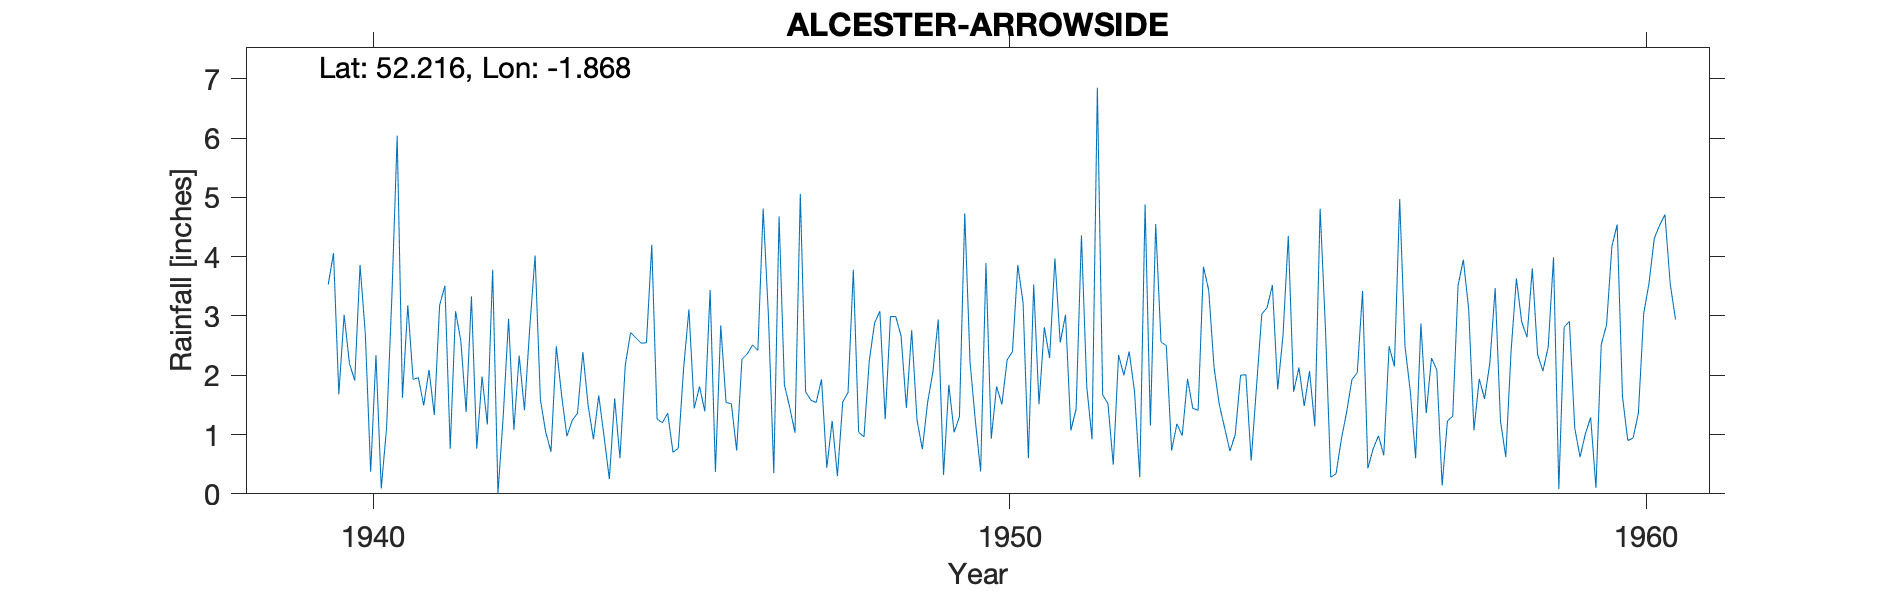 ALCESTER-ARROWSIDE
Lat: 52.216, Lon: -1.868
Rainfall [inches]
7
6
5
4
3
2
1
0
1940 1950 1960
Year